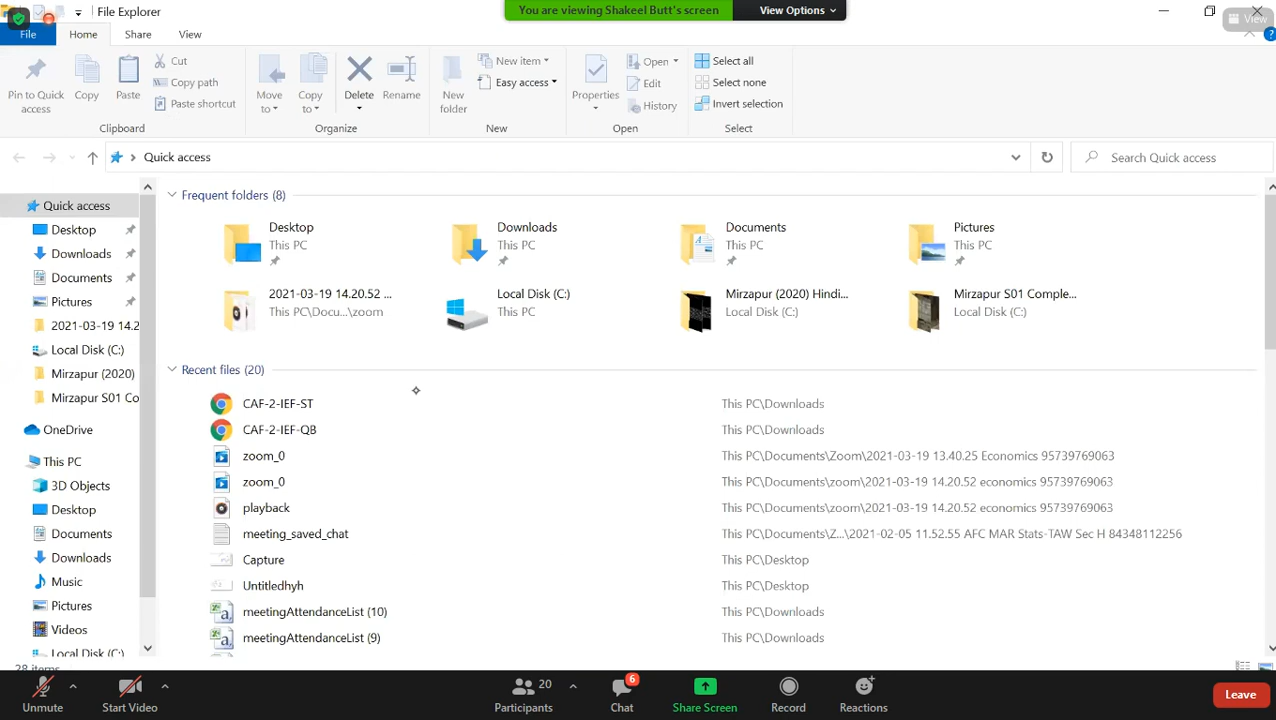 File Explorer
You are viewing Shakeel Butt's screen
View Options
View
File
Home
Share
View
Pin to Quick access
Copy
Paste
Cut
Copy path
Paste shortcut
Clipboard
Move to
Copy to
Delete
Rename
Organize
New folder
New item
Easy access
New
Properties
Open
Edit
History
Open
Select all
Select none
Invert selection
Select
Quick access
Search Quick access
Quick access
Desktop
Downloads
Documents
Pictures
2021-03-19 14.2
Local Disk (C:)
Mirzapur (2020)
Mirzapur S01 Co
OneDrive
This PC
3D Objects
Desktop
Documents
Downloads
Music
Pictures
Videos
Local Disk (C:)
28 items
Frequent folders (8)
Desktop
This PC
Downloads
This PC
Documents
This PC
Pictures
This PC
2021-03-19 14.20.52 ...
This PC\Docu...\zoom
Local Disk (C:)
This PC
Mirzapur (2020) Hindi...
Local Disk (C:)
Mirzapur S01 Comple...
Local Disk (C:)
Recent files (20)
CAF-2-IEF-ST This PC\Downloads
CAF-2-IEF-QB This PC\Downloads
zoom_0 This PC\Documents\Zoom\2021-03-19 13.40.25 Economics 95739769063
zoom_0 This PC\Documents\zoom\2021-03-19 14.20.52 economics 95739769063
playback This PC\Documents\zoom\2021-03-19 14.20.52 economics 95739769063
meeting_saved_chat This PC\Documents\Z...\2021-02-05 11.52.55 AFC MAR Stats-TAW Sec H 84348112256
Capture This PC\Desktop
Untitledhyh This PC\Desktop
meetingAttendanceList (10) This PC\Downloads
meetingAttendanceList (9) This PC\Downloads
Unmute
Start Video
20
Participants
6
Chat
Share Screen
Record
Reactions
Leave